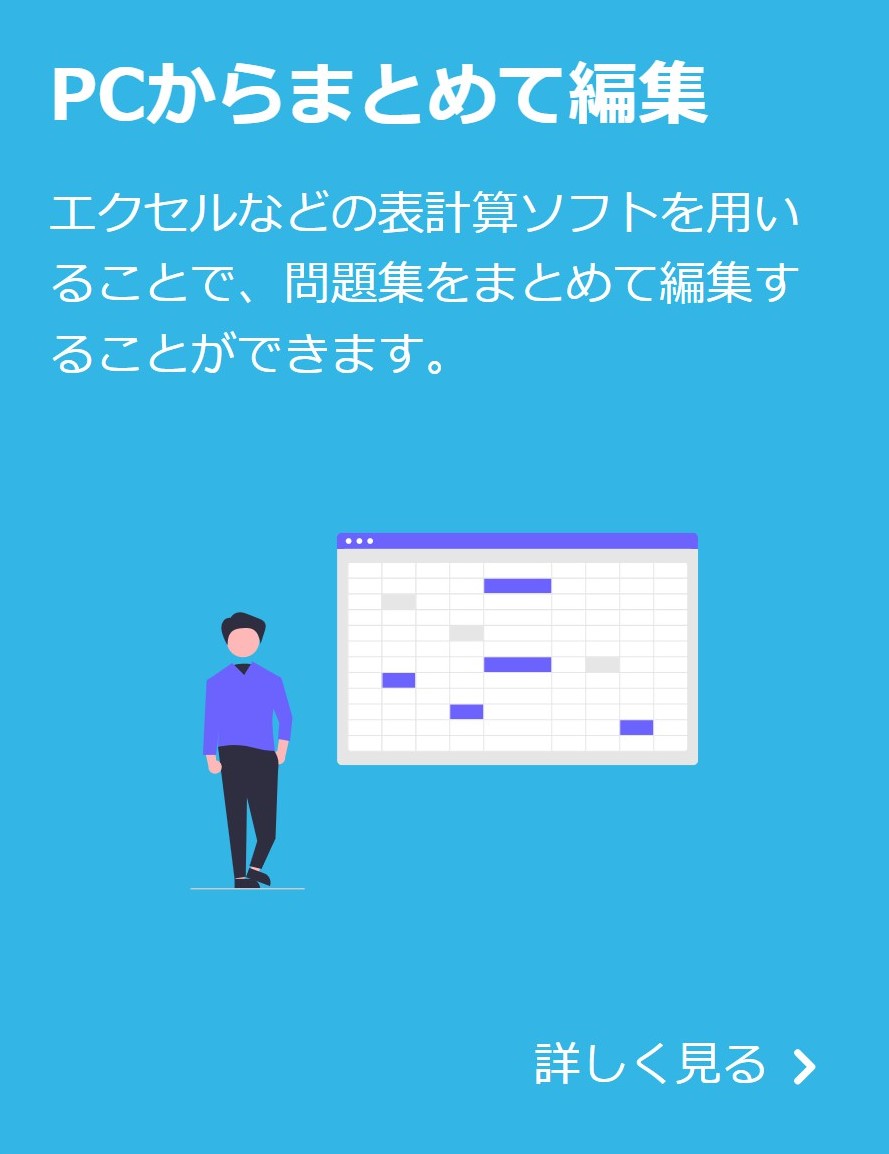 PCからまとめて編集
エクセルなどの表計算ソフトを用い
ることで、問題集をまとめて編集す
ることができます。
詳しく見る